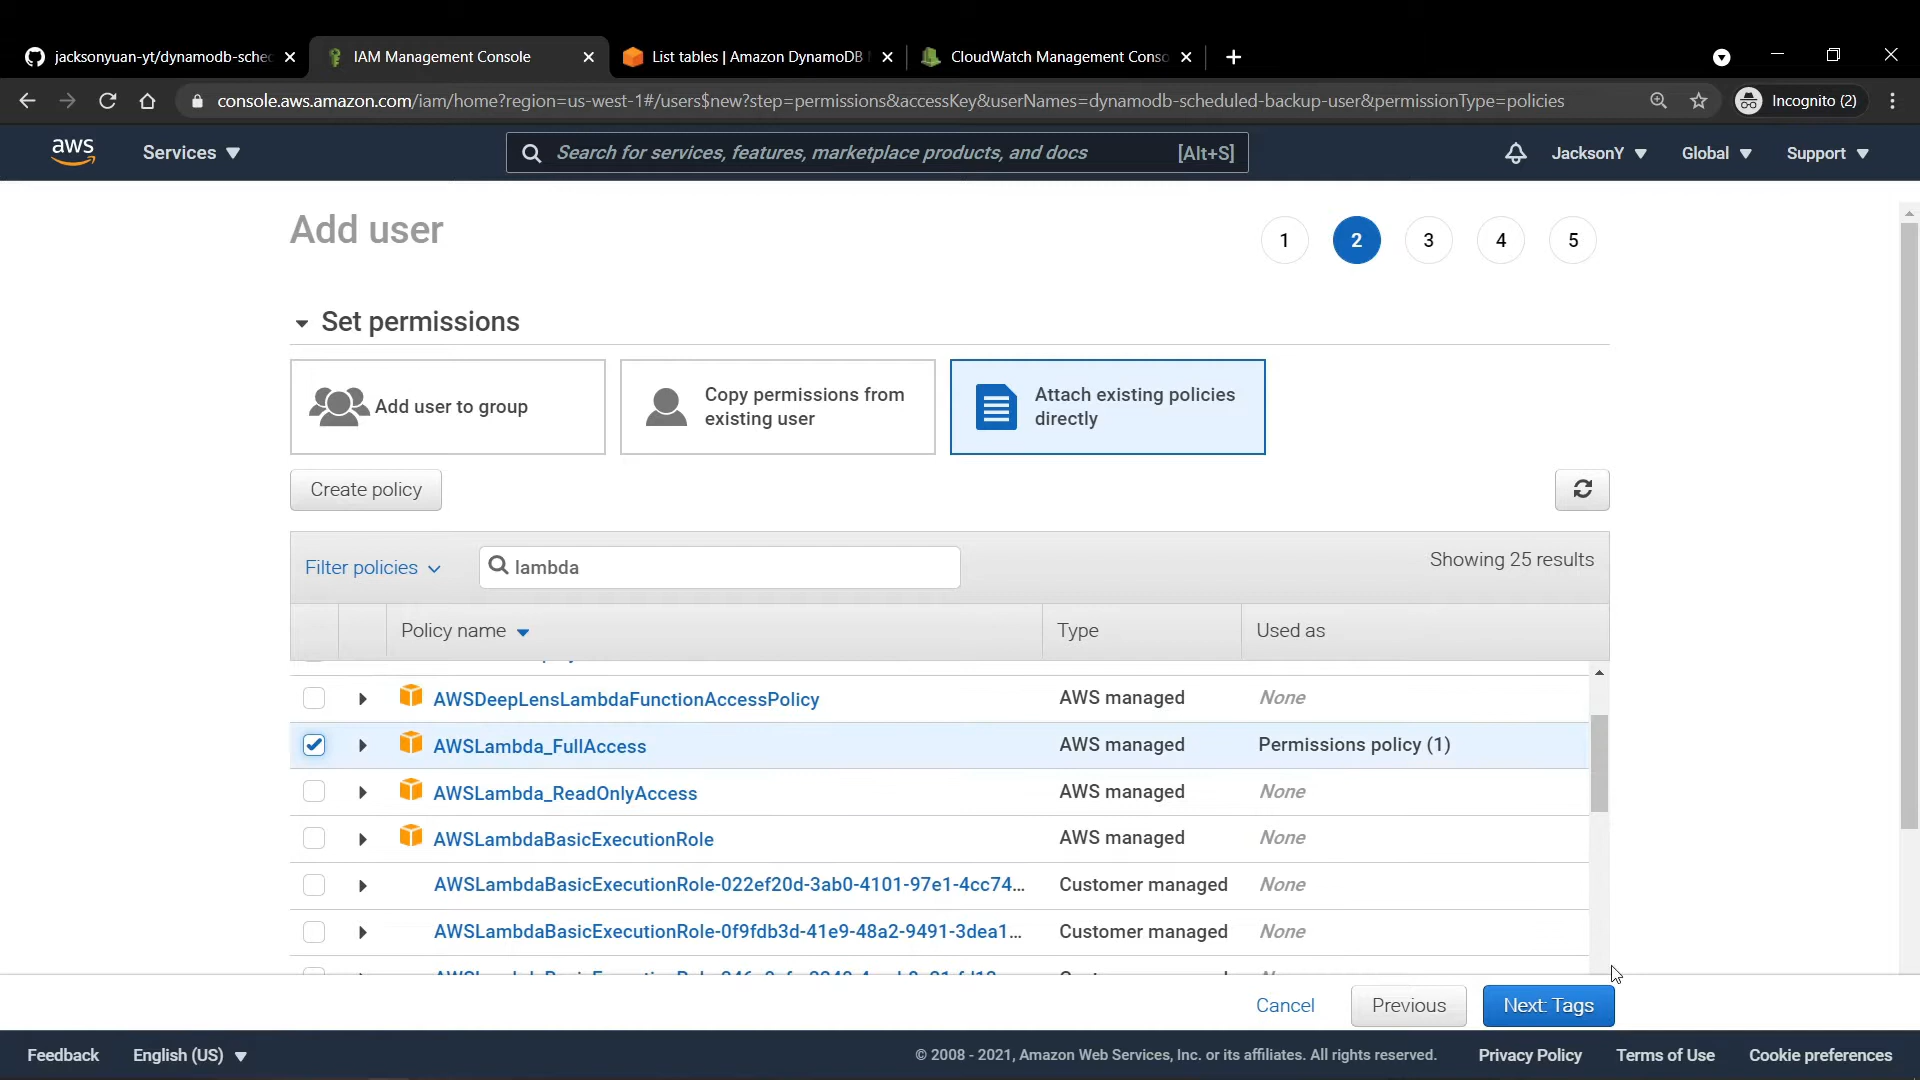 jacksonyuan-yt/dynamodb-sche
IAM Management Console
List tables | Amazon DynamoDB
CloudWatch Management Conso
console.aws.amazon.com/iam/home?region=us-west-1#/users$new?step=permissions&accessKey&userNames=dynamodb-scheduled-backup-user&permissionType=policies
Incognito (2)
aws
Services
Search for services, features, marketplace products, and docs
[Alt+S]
JacksonY
Global
Support
Add user
1
2
3
4
5
Set permissions
Add user to group
Copy permissions from
existing user
Attach existing policies
directly
Create policy
Filter policies
lambda
Showing 25 results
Policy name
Type
Used as
AWSDeepLensLambdaFunctionAccessPolicy
AWS managed
None
AWSLambda_FullAccess
AWS managed
Permissions policy (1)
AWSLambda_ReadOnlyAccess
AWS managed
None
AWSLambdaBasicExecutionRole
AWS managed
None
AWSLambdaBasicExecutionRole-022ef20d-3ab0-4101-97e1-4cc74...
Customer managed
None
AWSLambdaBasicExecutionRole-0f9fdb3d-41e9-48a2-9491-3dea1...
Customer managed
None
Cancel
Previous
Next: Tags
Feedback
English (US)
© 2008 - 2021, Amazon Web Services, Inc. or its affiliates. All rights reserved.
Privacy Policy
Terms of Use
Cookie preferences